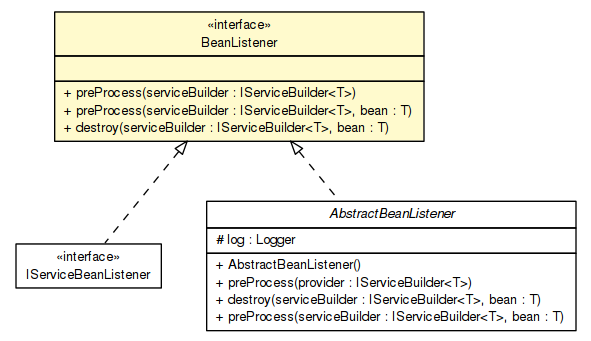 «interface»
BeanListener
+ preProcess(serviceBuilder : IServiceBuilder<T>)
+ preProcess(serviceBuilder : IServiceBuilder<T>, bean : T)
+ destroy(serviceBuilder : IServiceBuilder<T>, bean : T)
«interface»
IServiceBeanListener
AbstractBeanListener
# log : Logger
+ AbstractBeanListener()
+ preProcess(provider : IServiceBuilder<T>)
+ destroy(serviceBuilder : IServiceBuilder<T>, bean : T)
+ preProcess(serviceBuilder : IServiceBuilder<T>, bean : T)